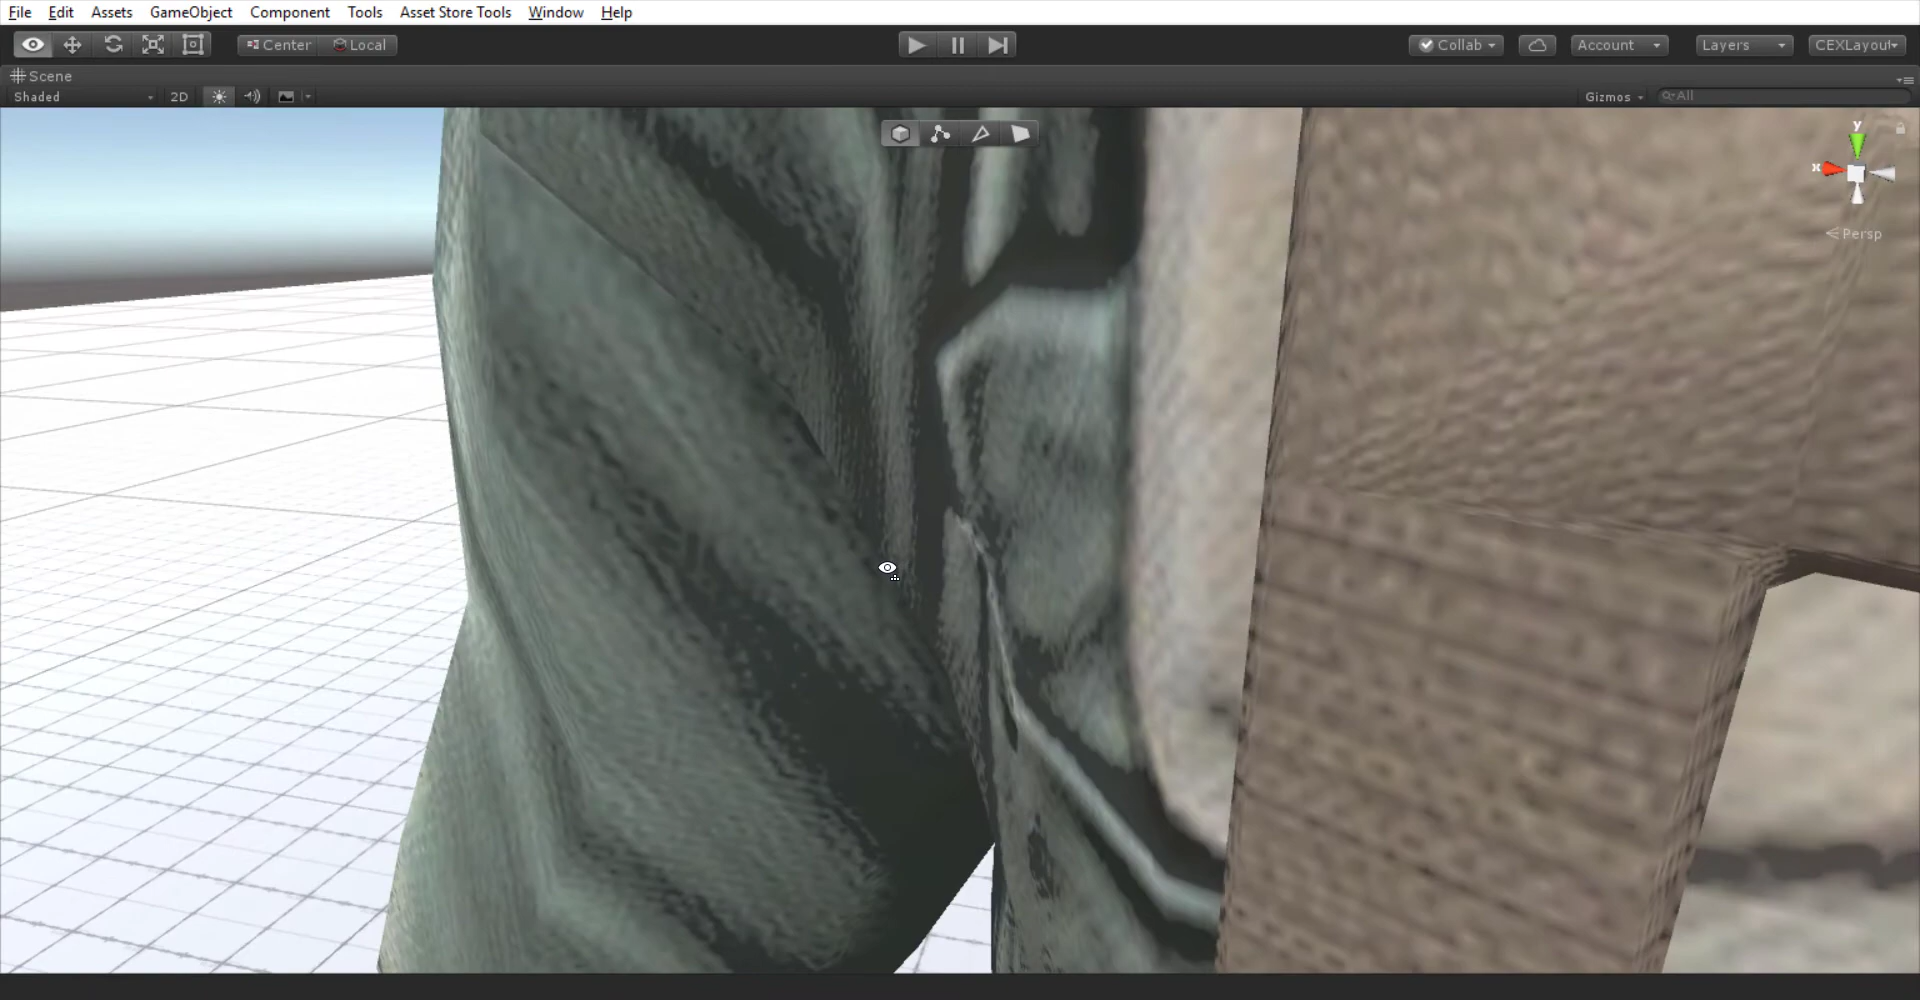 File Edit Assets GameObject Component Tools Asset Store Tools Window Help
Center Local Collab Account Layers CEXLayout
Scene
Shaded 2D Gizmos All
y
x
Persp